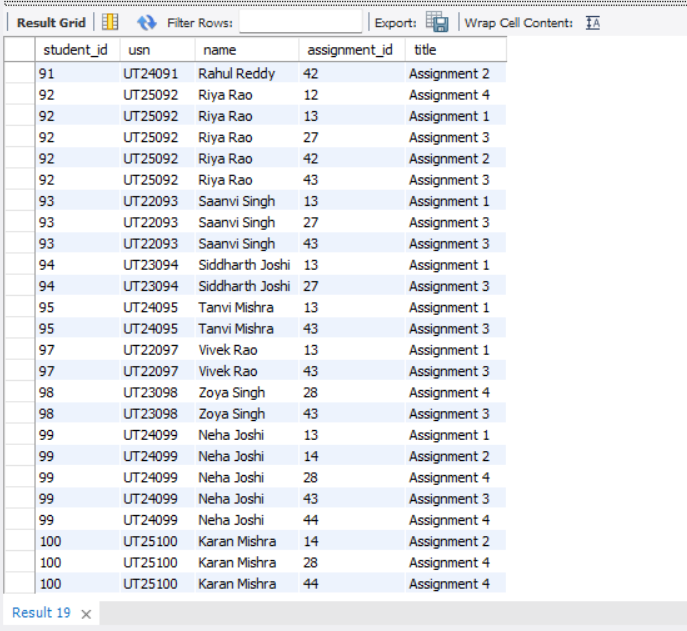 Result Grid Filter Rows: Export: Wrap Cell Content: IA
student_id usn name assignment_id title
91 UT24091 Rahul Reddy 42 Assignment 2
92 UT25092 Riya Rao 12 Assignment 4
92 UT25092 Riya Rao 13 Assignment 1
92 UT25092 Riya Rao 27 Assignment 3
92 UT25092 Riya Rao 42 Assignment 2
92 UT25092 Riya Rao 43 Assignment 3
93 UT22093 Saanvi Singh 13 Assignment 1
93 UT22093 Saanvi Singh 27 Assignment 3
93 UT22093 Saanvi Singh 43 Assignment 3
94 UT23094 Siddharth Joshi 13 Assignment 1
94 UT23094 Siddharth Joshi 27 Assignment 3
95 UT24095 Tanvi Mishra 13 Assignment 1
95 UT24095 Tanvi Mishra 43 Assignment 3
97 UT22097 Vivek Rao 13 Assignment 1
97 UT22097 Vivek Rao 43 Assignment 3
98 UT23098 Zoya Singh 28 Assignment 4
98 UT23098 Zoya Singh 43 Assignment 3
99 UT24099 Neha Joshi 13 Assignment 1
99 UT24099 Neha Joshi 14 Assignment 2
99 UT24099 Neha Joshi 28 Assignment 4
99 UT24099 Neha Joshi 43 Assignment 3
99 UT24099 Neha Joshi 44 Assignment 4
100 UT25100 Karan Mishra 14 Assignment 2
100 UT25100 Karan Mishra 28 Assignment 4
100 UT25100 Karan Mishra 44 Assignment 4
Result 19